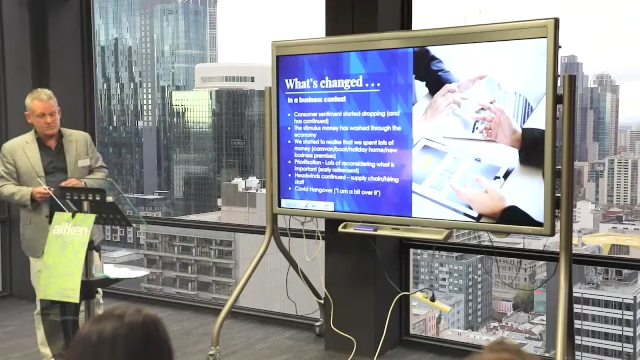 What's changed . . .
In a business context
• Consumer sentiment started dropping (and
has continued)
• The stimulus money has washed through the
economy
• We started to realise that we spent lots of
money (caravan/boat/holiday home/new
business premises)
• Prioritisation - Lots of reconsidering what is
important (early retirement)
• Headwinds continued – supply chain/hiring
staff
• Covid Hangover ("I am a bit over it")
aitken